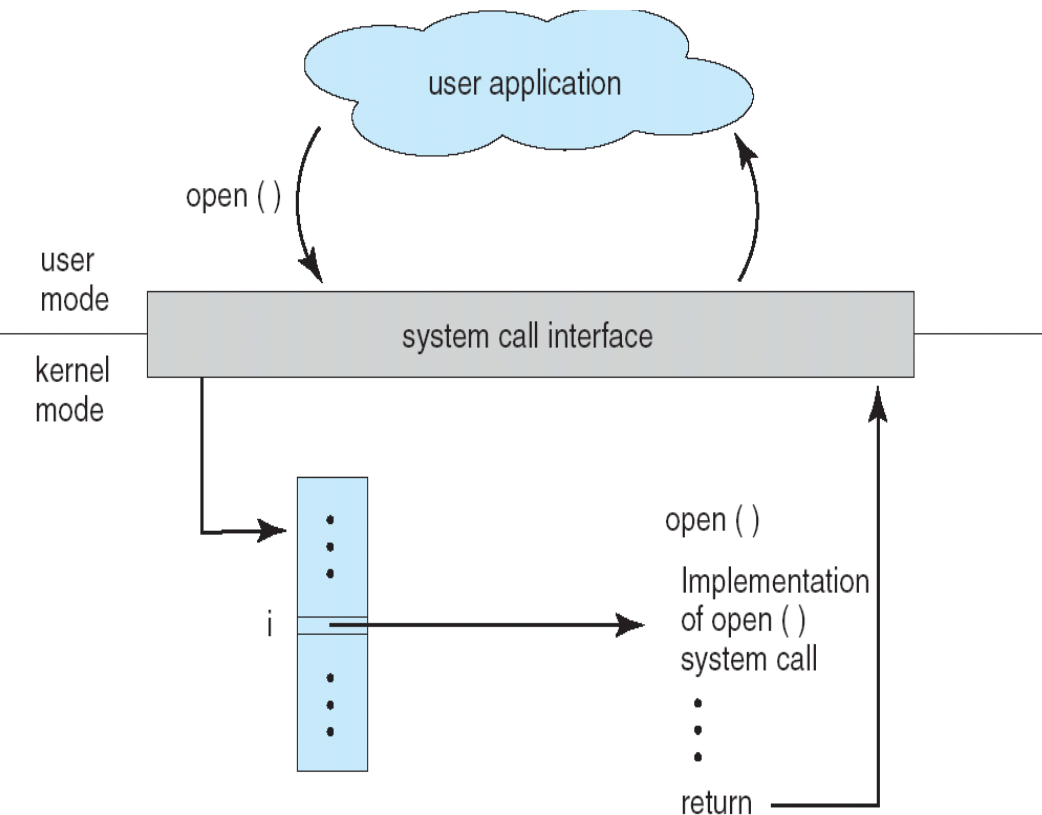 user application
open ( )
user
mode
system call interface
kernel
mode
open ( )
i
Implementation
of open ( )
system call
return